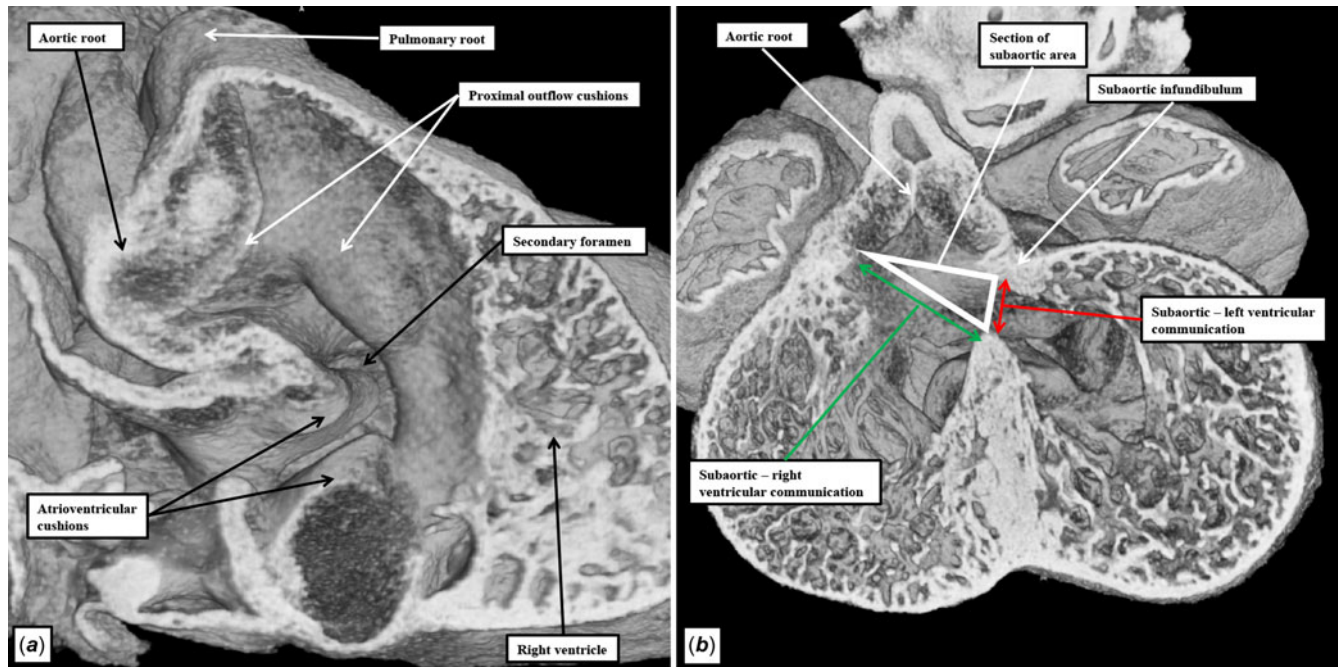 Aortic root
Pulmonary root
Proximal outflow cushions
Secondary foramen
Atrioventricular
cushions
Right ventricle
(a)
Aortic root
Section of
subaortic area
Subaortic infundibulum
Subaortic – left ventricular
communication
Subaortic – right
ventricular communication
(b)